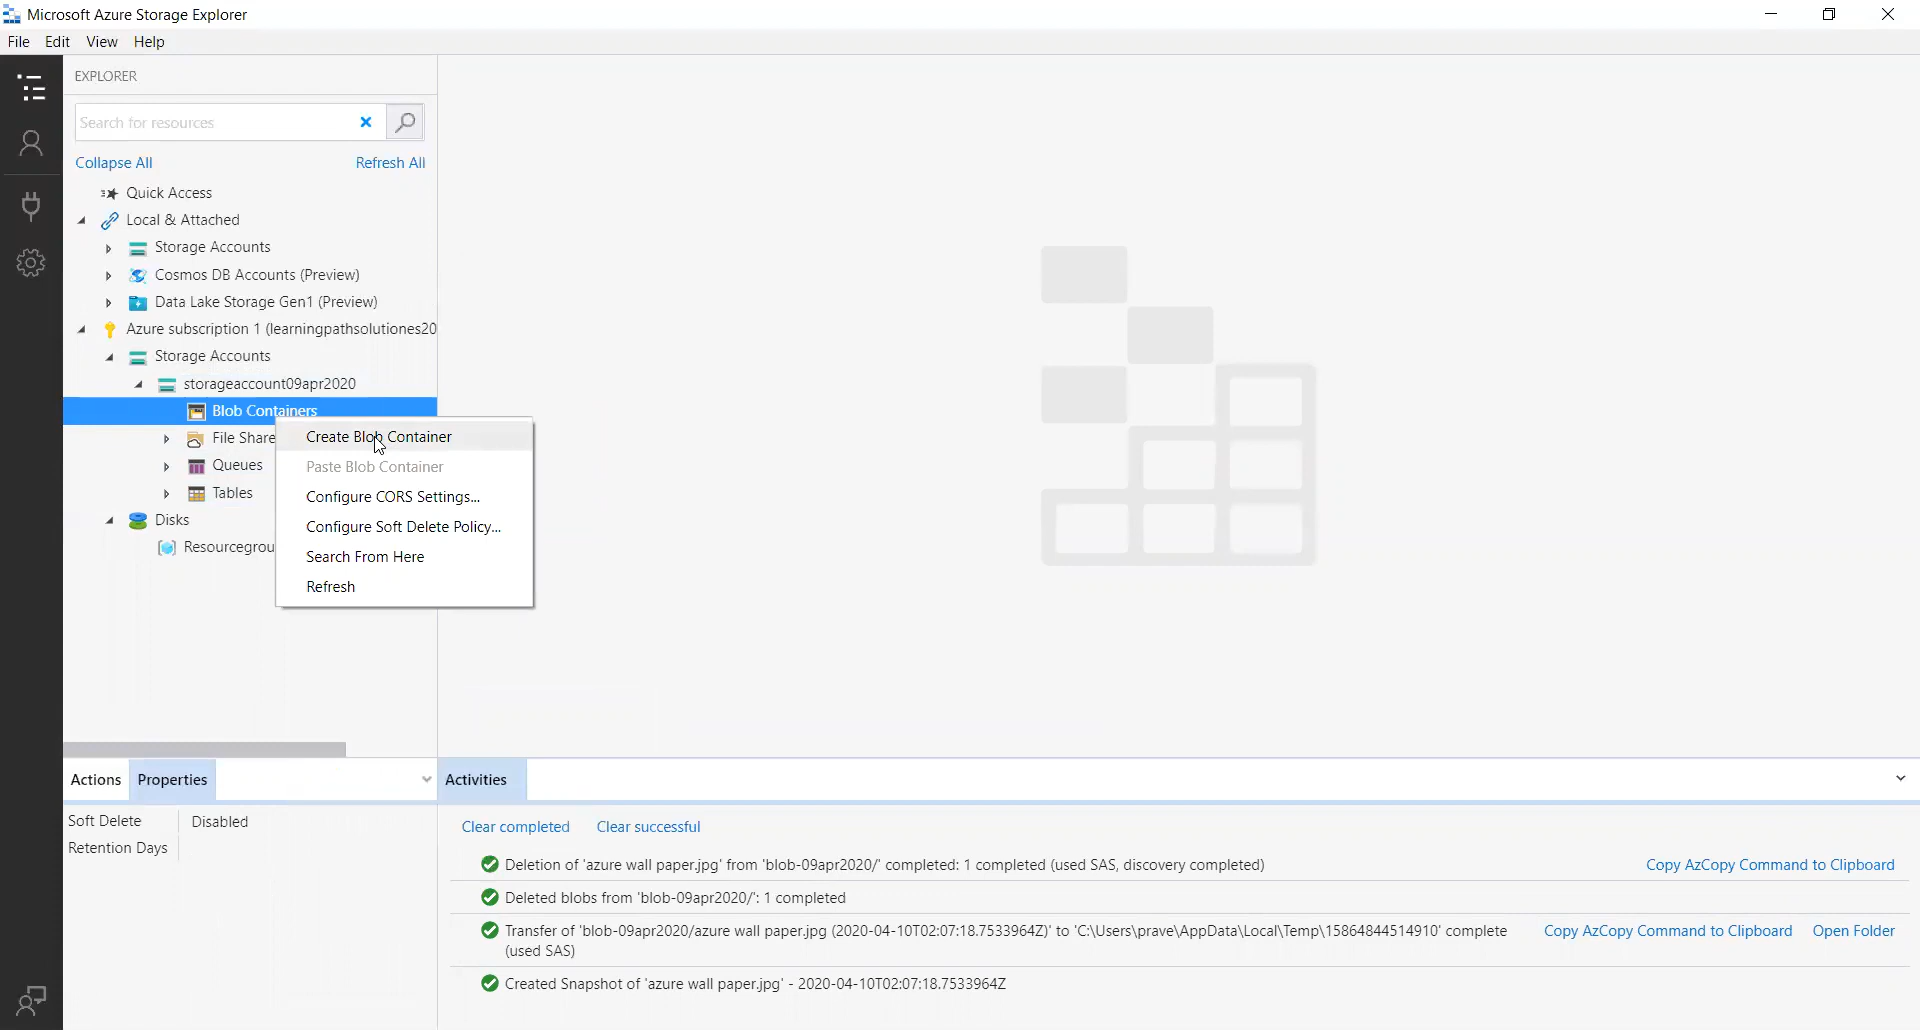 Microsoft Azure Storage Explorer
File Edit View Help
EXPLORER
Search for resources
Collapse All Refresh All
Quick Access
Local & Attached
Storage Accounts
Cosmos DB Accounts (Preview)
Data Lake Storage Gen1 (Preview)
Azure subscription 1 (learningpathsolutiones20
Storage Accounts
storageaccount09apr2020
Blob Containers
File Share
Queues
Tables
Disks
Resourcegrou
Create Blob Container
Paste Blob Container
Configure CORS Settings...
Configure Soft Delete Policy...
Search From Here
Refresh
Actions Properties
Soft Delete Disabled
Retention Days
Activities
Clear completed Clear successful
Deletion of 'azure wall paper.jpg' from 'blob-09apr2020/' completed: 1 completed (used SAS, discovery completed) Copy AzCopy Command to Clipboard
Deleted blobs from 'blob-09apr2020/': 1 completed
Transfer of 'blob-09apr2020/azure wall paper.jpg (2020-04-10T02:07:18.7533964Z)' to 'C:\Users\prave\AppData\Local\Temp\15864844514910' complete Copy AzCopy Command to Clipboard Open Folder
(used SAS)
Created Snapshot of 'azure wall paper.jpg' - 2020-04-10T02:07:18.7533964Z